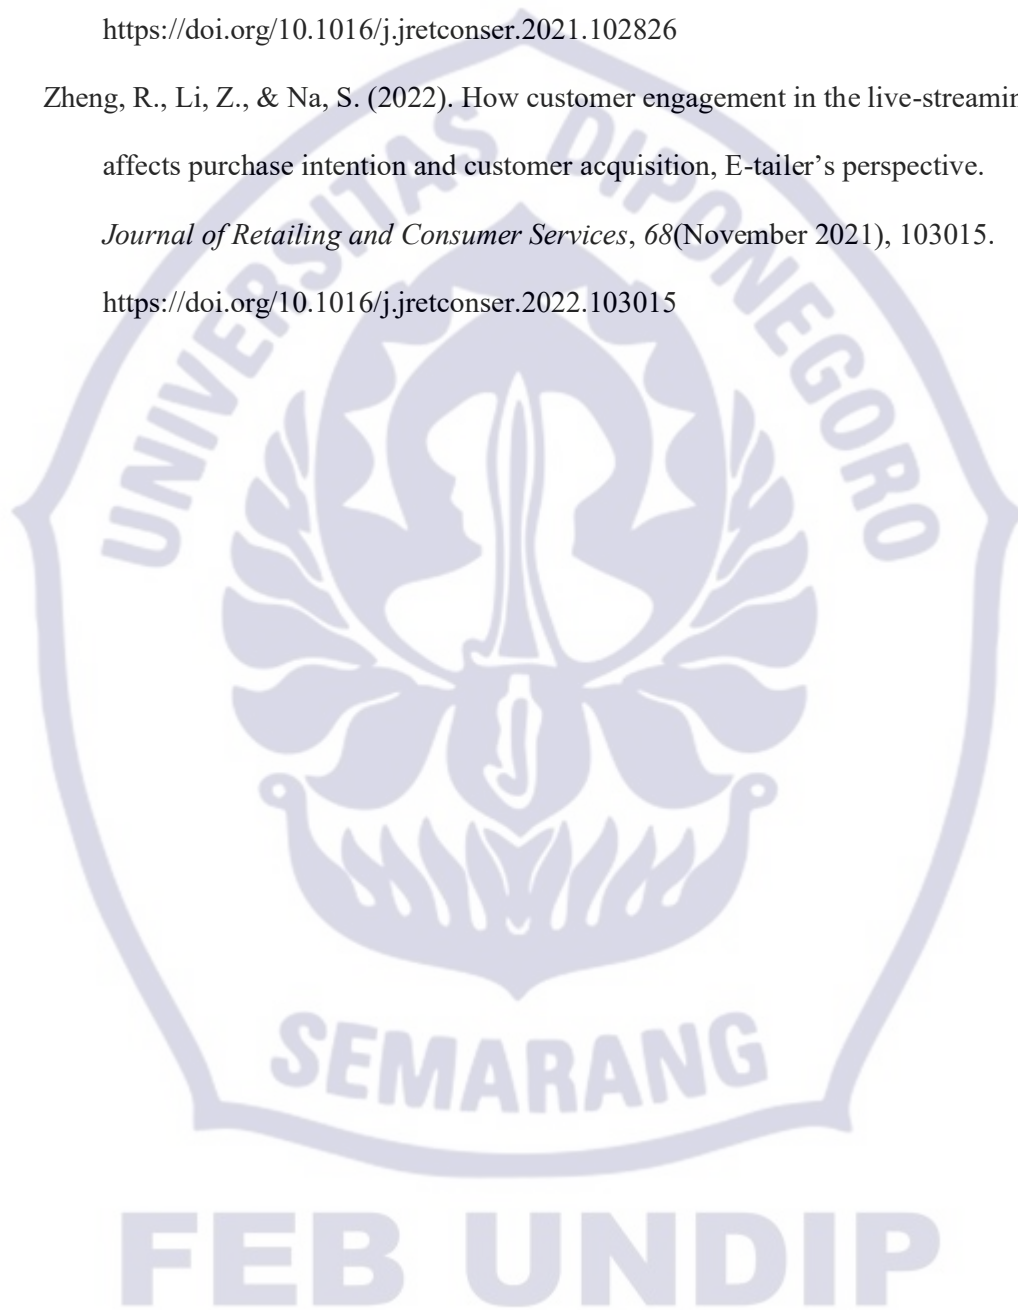 https://doi.org/10.1016/j.jretconser.2021.102826
Zheng, R., Li, Z., & Na, S. (2022). How customer engagement in the live-streamin
affects purchase intention and customer acquisition, E-tailer’s perspective.
Journal of Retailing and Consumer Services, 68(November 2021), 103015.
https://doi.org/10.1016/j.jretconser.2022.103015
UNIVERSITAS DIPONEGORO
SEMARANG
FEB UNDIP